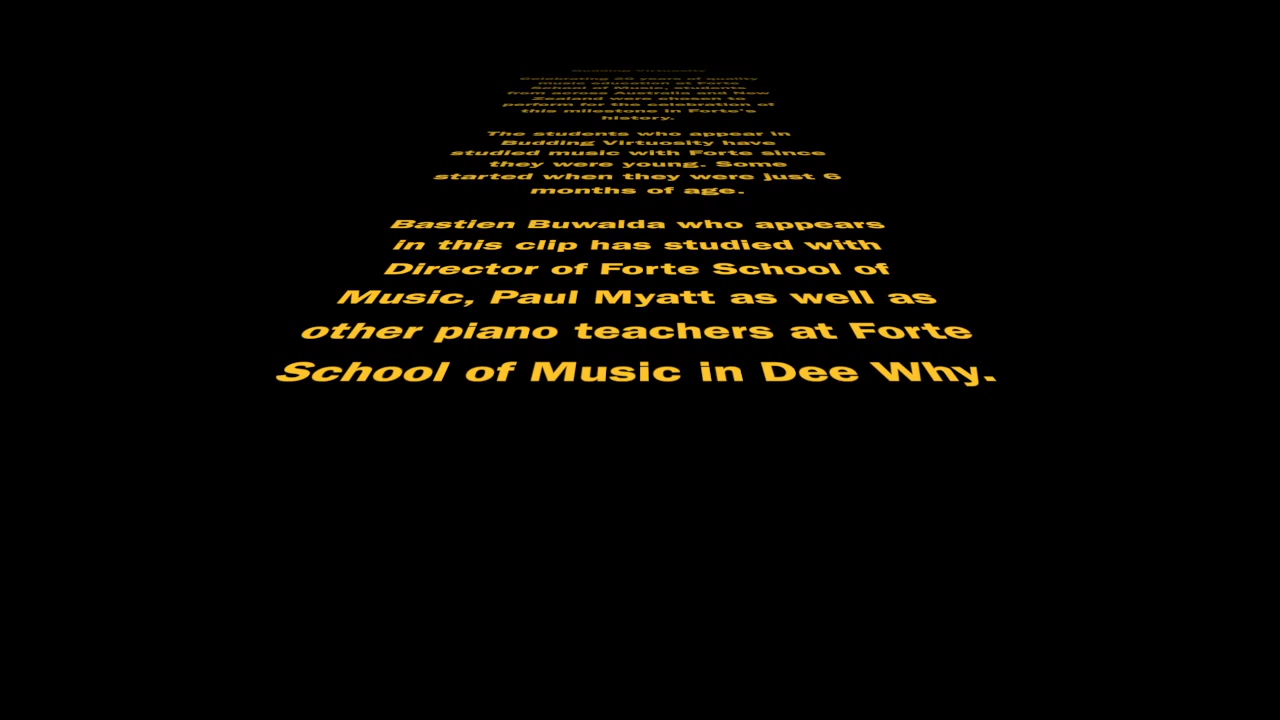 Budding Virtuosity
Celebrating 25 years of quality
music education at Forte
School of Music, students
from across Australia and New
Zealand were chosen to
perform for the celebration of
this milestone in Forte's
history.
The students who appear in
Budding Virtuosity have
studied music with Forte since
they were young. Some
started when they were just 6
months of age.
Bastien Buwalda who appears
in this clip has studied with
Director of Forte School of
Music, Paul Myatt as well as
other piano teachers at Forte
School of Music in Dee Why.